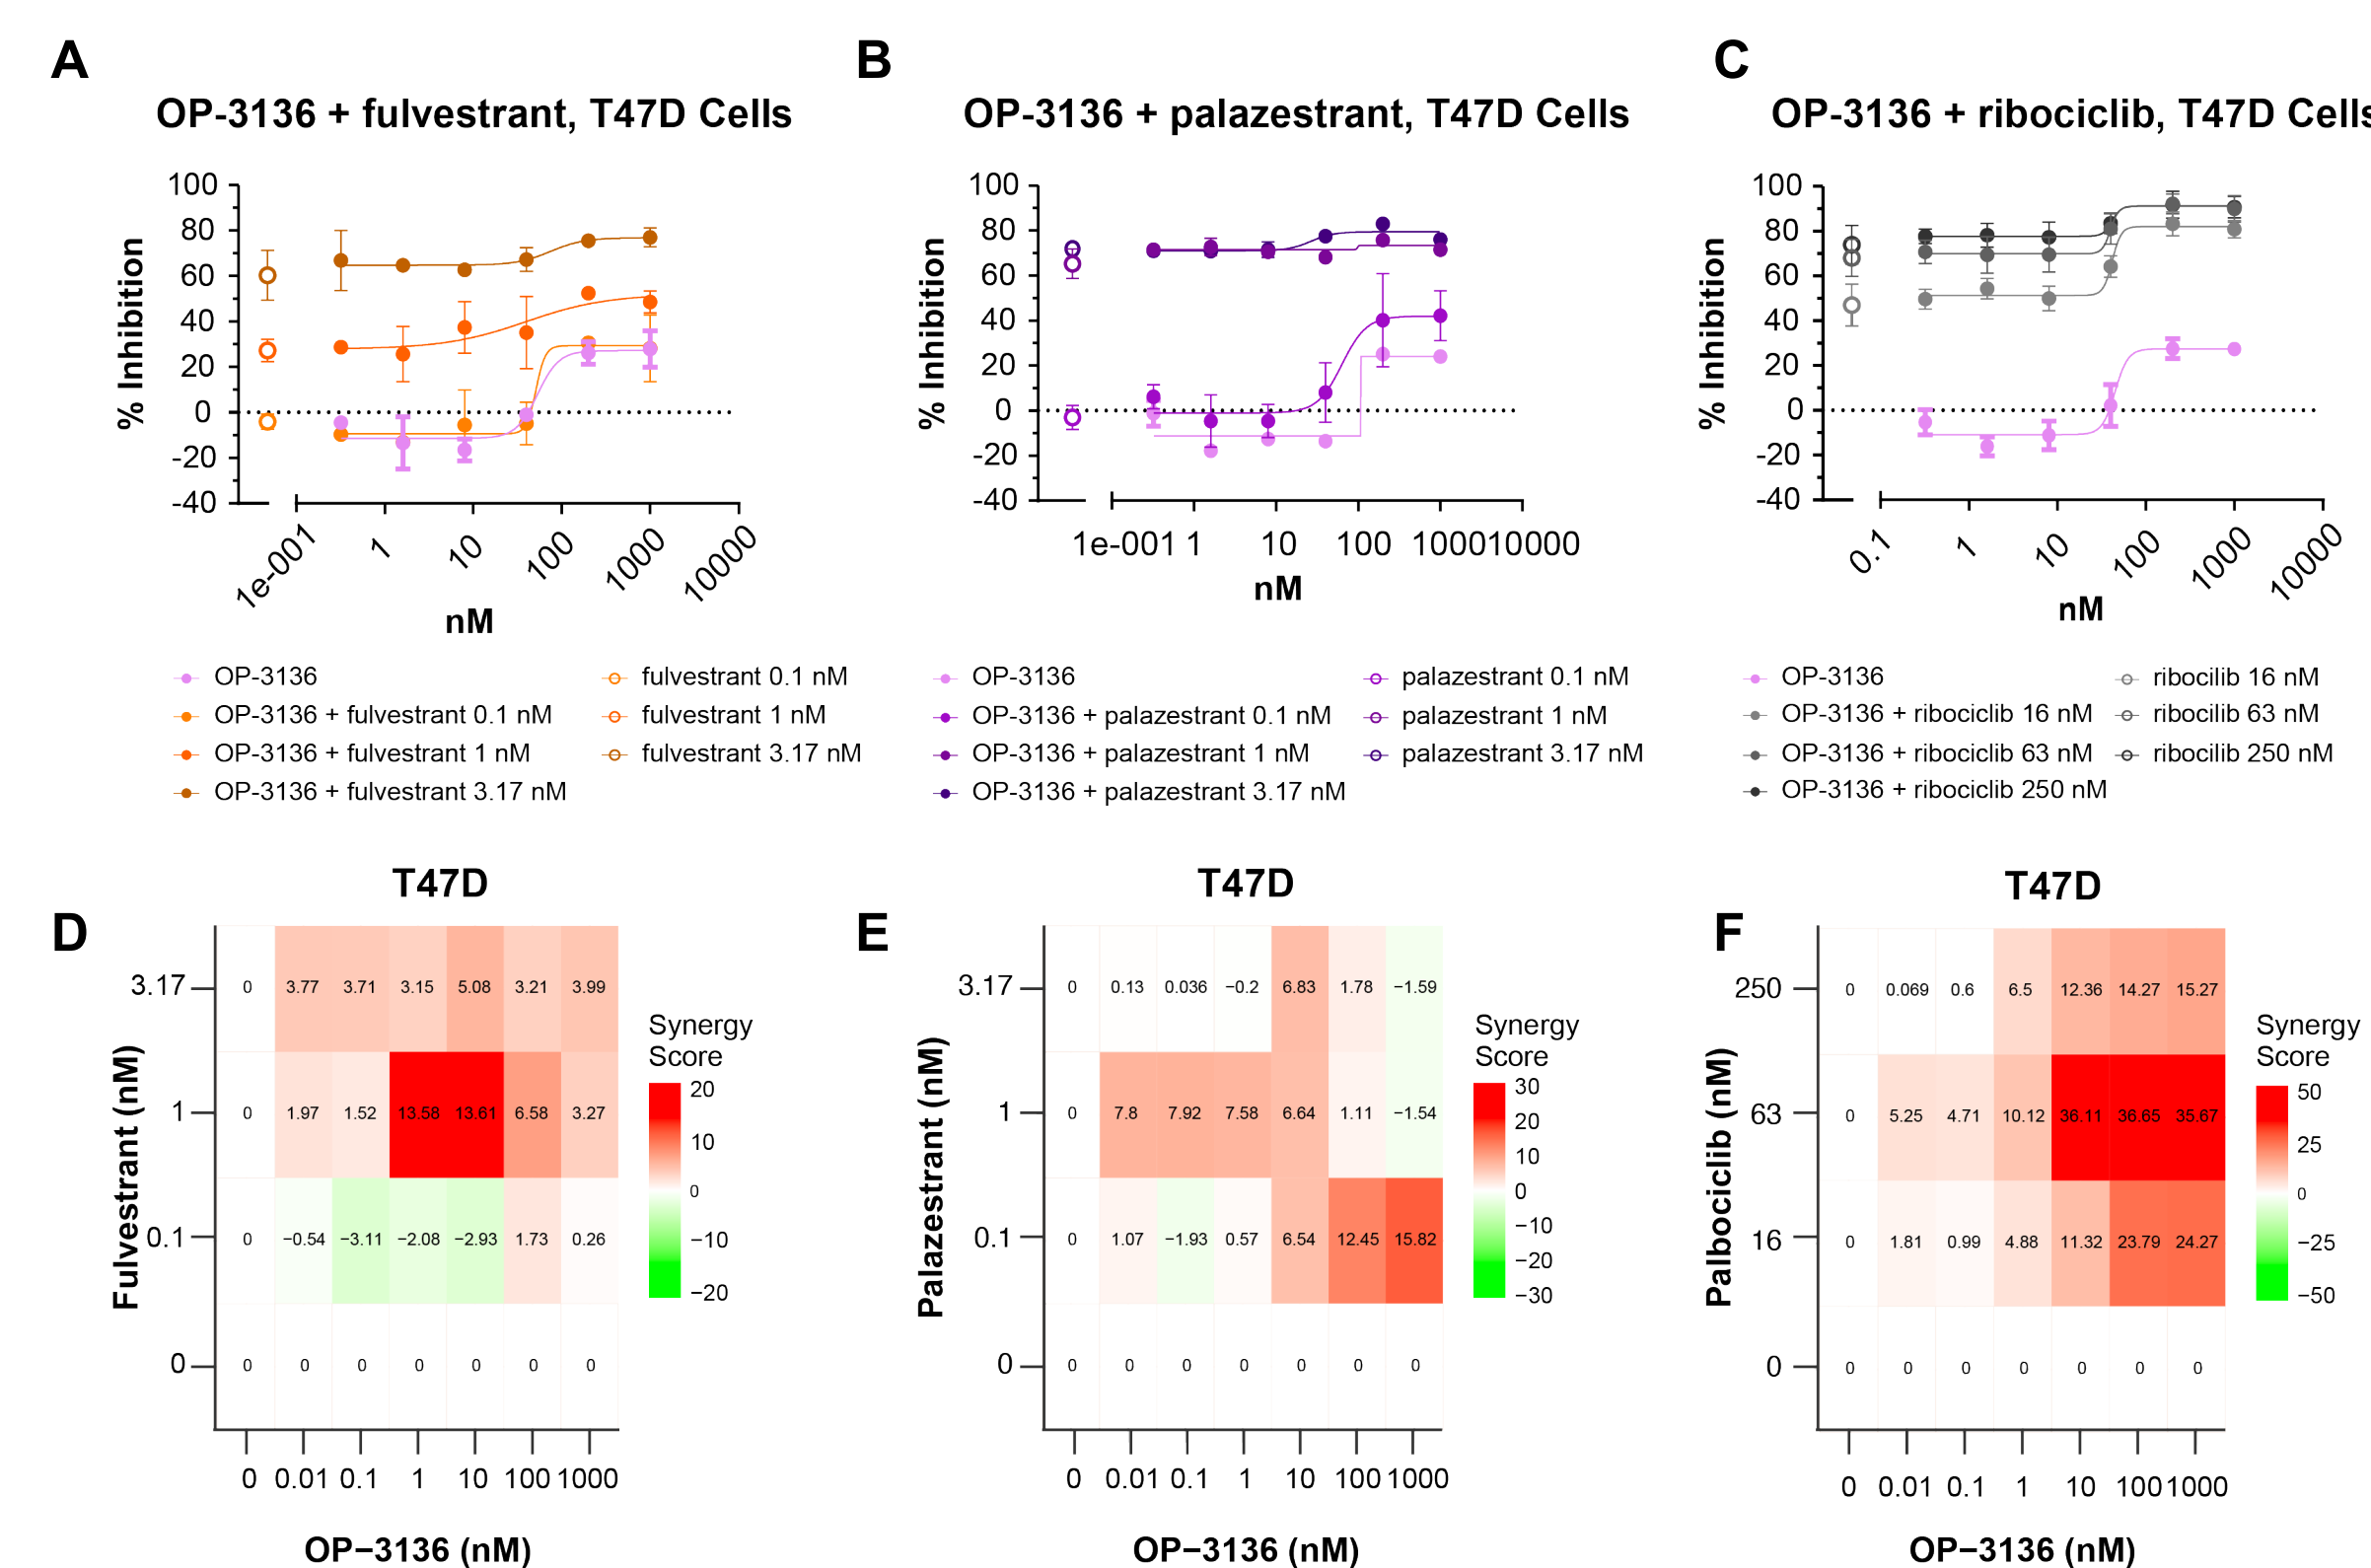 A
B
C
OP-3136 + fulvestrant, T47D Cells
OP-3136 + palazestrant, T47D Cells
OP-3136 + ribociclib, T47D Cells
% Inhibition
100
80
60
40
20
0
-20
-40
1e-001
1
10
100
1000
10000
nM
OP-3136
OP-3136 + fulvestrant 0.1 nM
OP-3136 + fulvestrant 1 nM
OP-3136 + fulvestrant 3.17 nM
fulvestrant 0.1 nM
fulvestrant 1 nM
fulvestrant 3.17 nM
% Inhibition
100
80
60
40
20
0
-20
-40
1e-001 1 10 100 1000 10000
nM
OP-3136
OP-3136 + palazestrant 0.1 nM
OP-3136 + palazestrant 1 nM
OP-3136 + palazestrant 3.17 nM
palazestrant 0.1 nM
palazestrant 1 nM
palazestrant 3.17 nM
% Inhibition
100
80
60
40
20
0
-20
-40
0.1
1
10
100
1000
10000
nM
OP-3136
OP-3136 + ribociclib 16 nM
OP-3136 + ribociclib 63 nM
OP-3136 + ribociclib 250 nM
ribocilib 16 nM
ribocilib 63 nM
ribocilib 250 nM
D
T47D
Fulvestrant (nM)
3.17 0 3.77 3.71 3.15 5.08 3.21 3.99
1 0 1.97 1.52 13.58 13.61 6.58 3.27
0.1 0 −0.54 −3.11 −2.08 −2.93 1.73 0.26
0 0 0 0 0 0 0 0
0 0.01 0.1 1 10 100 1000
OP−3136 (nM)
Synergy
Score
20
10
0
−10
−20
E
T47D
Palazestrant (nM)
3.17 0 0.13 0.036 −0.2 6.83 1.78 −1.59
1 0 7.8 7.92 7.58 6.64 1.11 −1.54
0.1 0 1.07 −1.93 0.57 6.54 12.45 15.82
0 0 0 0 0 0 0 0
0 0.01 0.1 1 10 100 1000
OP−3136 (nM)
Synergy
Score
30
20
10
0
−10
−20
−30
F
T47D
Palbociclib (nM)
250 0 0.069 0.6 6.5 12.36 14.27 15.27
63 0 5.25 4.71 10.12 36.11 36.65 35.67
16 0 1.81 0.99 4.88 11.32 23.79 24.27
0 0 0 0 0 0 0 0
0 0.01 0.1 1 10 100 1000
OP−3136 (nM)
Synergy
Score
50
25
0
−25
−50